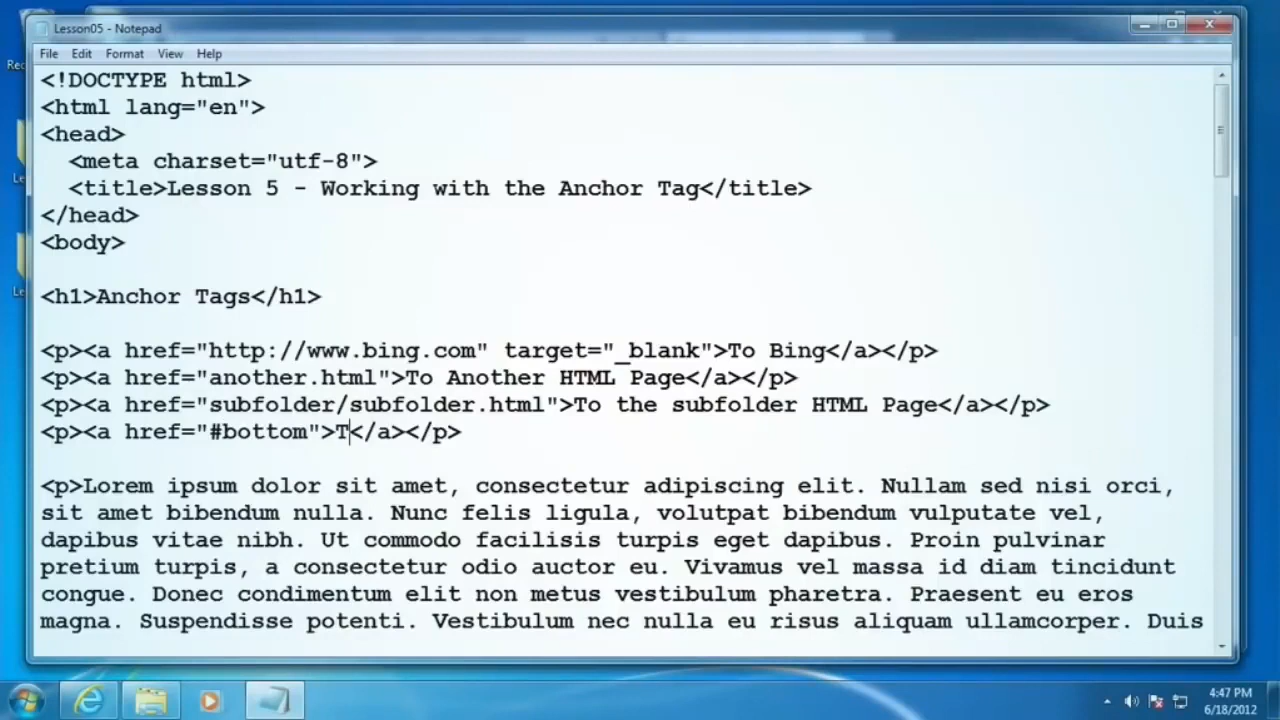 Lesson05 - Notepad
File Edit Format View Help
<!DOCTYPE html>
<html lang="en">
<head>
<meta charset="utf-8">
<title>Lesson 5 - Working with the Anchor Tag</title>
</head>
<body>
<h1>Anchor Tags</h1>
<p><a href="http://www.bing.com" target="_blank">To Bing</a></p>
<p><a href="another.html">To Another HTML Page</a></p>
<p><a href="subfolder/subfolder.html">To the subfolder HTML Page</a></p>
<p><a href="#bottom">T</a></p>
<p>Lorem ipsum dolor sit amet, consectetur adipiscing elit. Nullam sed nisi orci,
sit amet bibendum nulla. Nunc felis ligula, volutpat bibendum vulputate vel,
dapibus vitae nibh. Ut commodo facilisis turpis eget dapibus. Proin pulvinar
pretium turpis, a consectetur odio auctor eu. Vivamus vel massa id diam tincidunt
congue. Donec condimentum elit non metus vestibulum pharetra. Praesent eu eros
magna. Suspendisse potenti. Vestibulum nec nulla eu risus aliquam ullamcorper. Duis
4:47 PM
6/18/2012